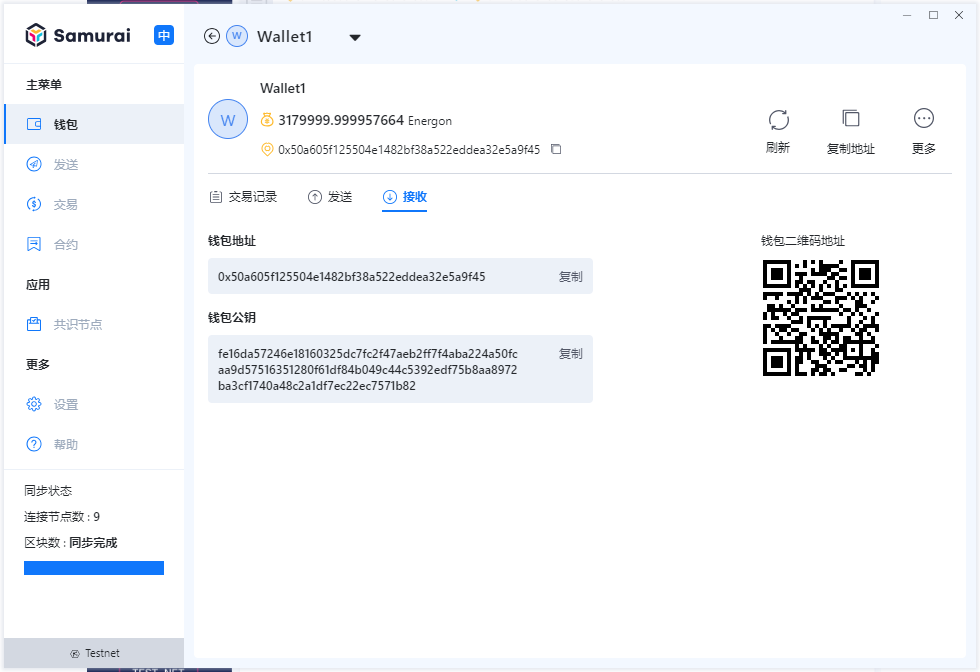 Samurai
中
W
Wallet1
主菜单
钱包
发送
交易
合约
应用
共识节点
更多
设置
帮助
同步状态
连接节点数 : 9
区块数 : 同步完成
Testnet
W
Wallet1
3179999.999957664 Energon
0x50a605f125504e1482bf38a522eddea32e5a9f45
刷新
复制地址
更多
交易记录
发送
接收
钱包地址
0x50a605f125504e1482bf38a522eddea32e5a9f45
复制
钱包公钥
fe16da57246e18160325dc7fc2f47aeb2ff7f4aba224a50fc
aa9d57516351280f61df84b049c44c5392edf75b8aa8972
ba3cf1740a48c2a1df7ec22ec7571b82
复制
钱包二维码地址